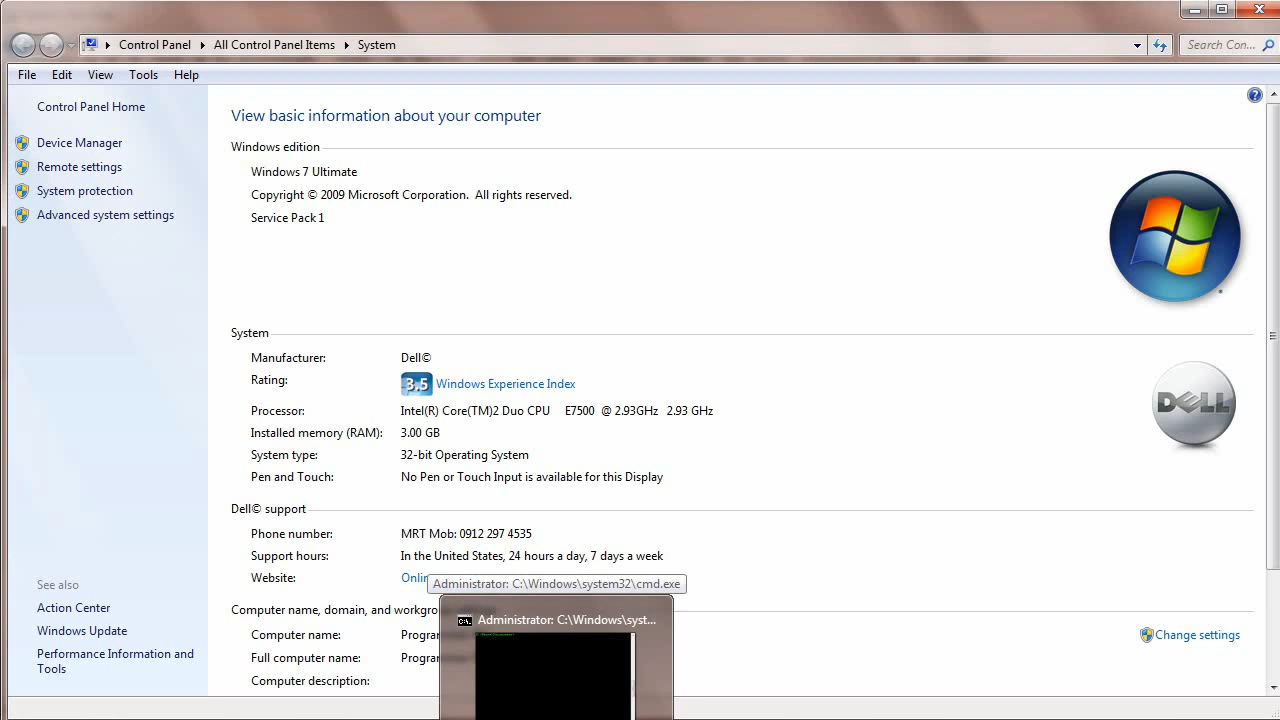 Control Panel All Control Panel Items System
Search Con...
File Edit View Tools Help
Control Panel Home
Device Manager
Remote settings
System protection
Advanced system settings
See also
Action Center
Windows Update
Performance Information and
Tools
View basic information about your computer
Windows edition
Windows 7 Ultimate
Copyright © 2009 Microsoft Corporation. All rights reserved.
Service Pack 1
System
Manufacturer: Dell©
Rating: 3.5 Windows Experience Index
Processor: Intel(R) Core(TM)2 Duo CPU E7500 @ 2.93GHz 2.93 GHz
Installed memory (RAM): 3.00 GB
System type: 32-bit Operating System
Pen and Touch: No Pen or Touch Input is available for this Display
DELL
Dell© support
Phone number: MRT Mob: 0912 297 4535
Support hours: In the United States, 24 hours a day, 7 days a week
Website: Onlin
Administrator: C:\Windows\system32\cmd.exe
Administrator: C:\Windows\syst...
Computer name, domain, and workgro
Computer name: Progra
Change settings
Full computer name: Progra
Computer description: